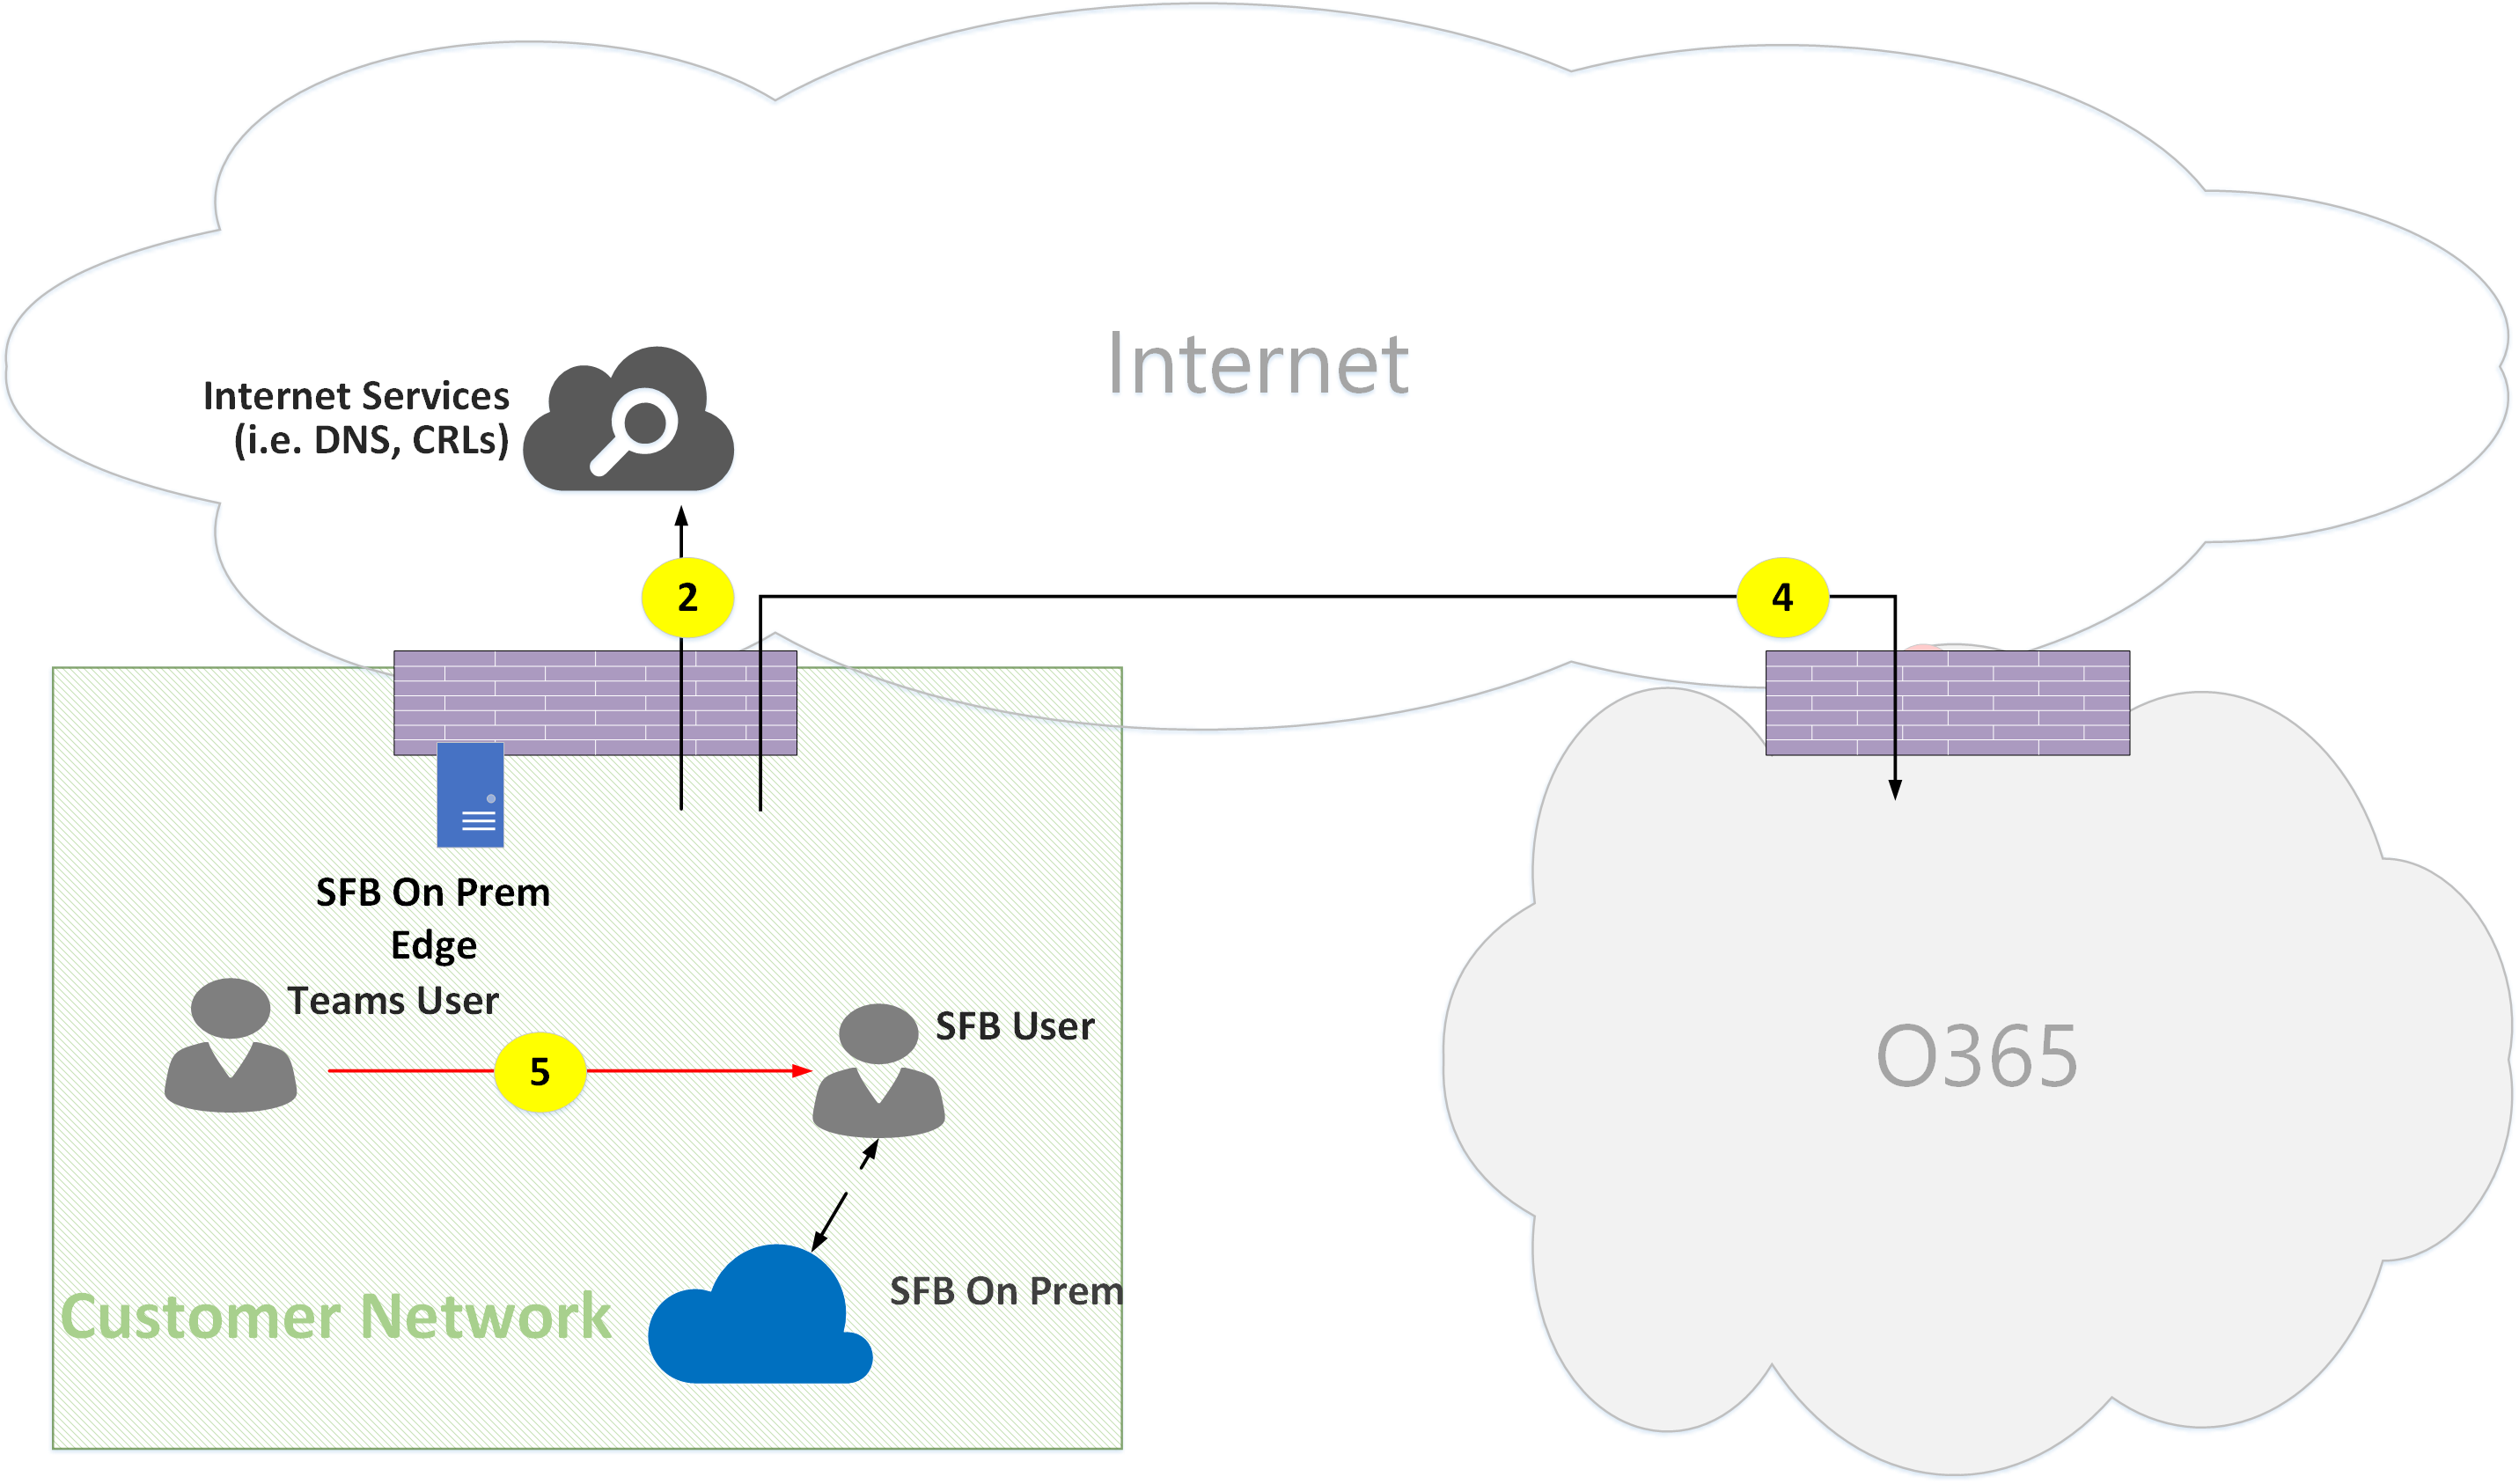 Internet
Internet Services
(i.e. DNS, CRLs)
2
4
SFB On Prem
Edge
Teams User
SFB User
5
O365
SFB On Prem
Customer Network